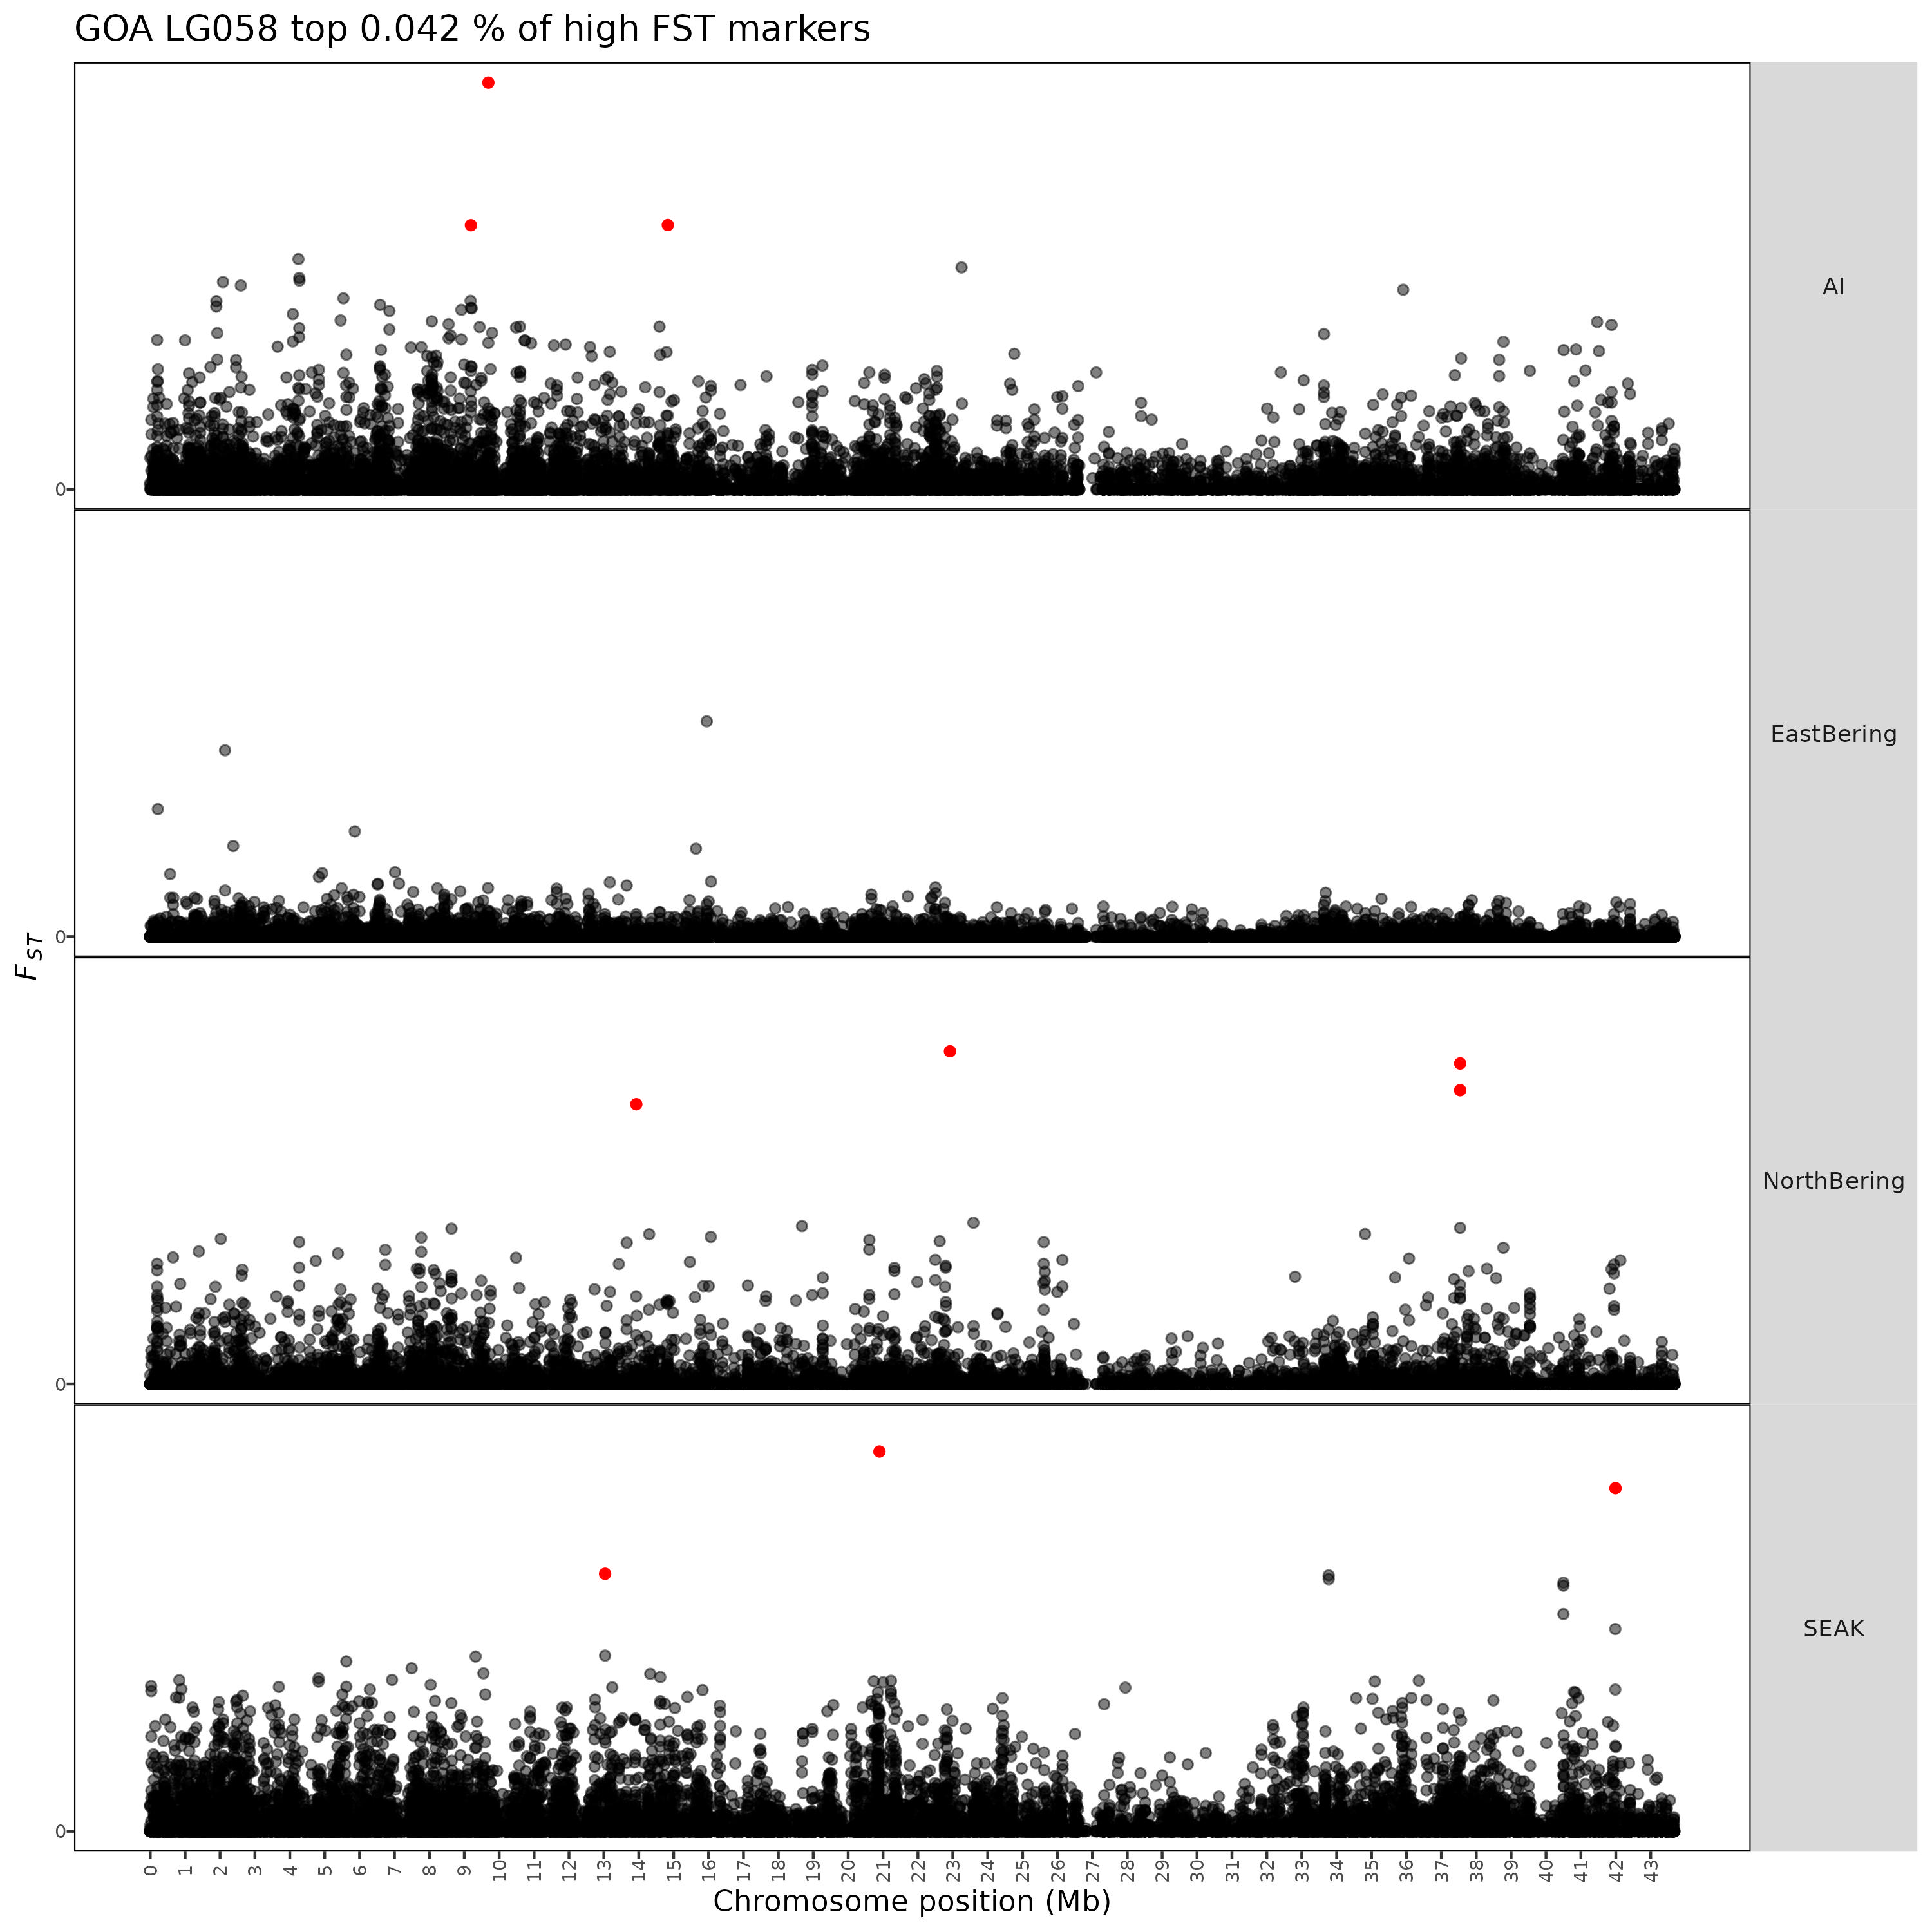 GOA LG058 top 0.042 % of high FST markers
AI
0
EastBering
0
FST
NorthBering
0
SEAK
0
0 1 2 3 4 5 6 7 8 9 10 11 12 13 14 15 16 17 18 19 20 21 22 23 24 25 26 27 28 29 30 31 32 33 34 35 36 37 38 39 40 41 42 43
Chromosome position (Mb)